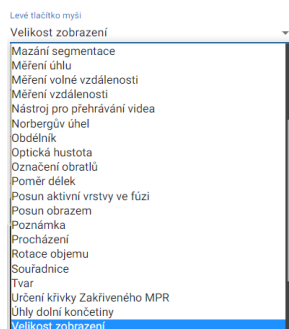 Levé tlačítko myši
Velikost zobrazení
Mazání segmentace
Měření úhlu
Měření volné vzdálenosti
Měření vzdálenosti
Nástroj pro přehrávání videa
Norbergův úhel
Obdélník
Optická hustota
Označení obratlů
Poměr délek
Posun aktivní vrstvy ve fúzi
Posun obrazem
Poznámka
Procházení
Rotace objemu
Souřadnice
Tvar
Určení křivky Zakřiveného MPR
Úhly dolní končetiny
Velikost zobrazení